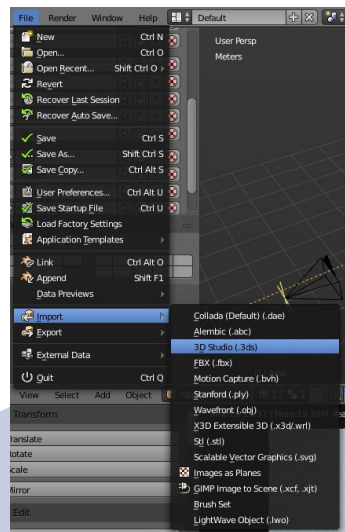 File Render Window Help Default
New Ctrl N
Open... Ctrl O
Open Recent... Shift Ctrl O
Revert
Recover Last Session
Recover Auto Save...
Save Ctrl S
Save As... Shift Ctrl S
Save Copy... Ctrl Alt S
User Preferences... Ctrl Alt U
Save Startup File Ctrl U
Load Factory Settings
Application Templates
Link Ctrl Alt O
Append Shift F1
Data Previews
Import
Export
External Data
Quit Ctrl Q
User Persp
Meters
Collada (Default) (.dae)
Alembic (.abc)
3D Studio (.3ds)
FBX (.fbx)
Motion Capture (.bvh)
Stanford (.ply)
Wavefront (.obj)
X3D Extensible 3D (.x3d/.wrl)
Stl (.stl)
Scalable Vector Graphics (.svg)
Images as Planes
GIMP Image to Scene (.xcf, .xjt)
Brush Set
LightWave Object (.lwo)
View Select Add Object
Transform
Translate
Rotate
Scale
Mirror
Edit